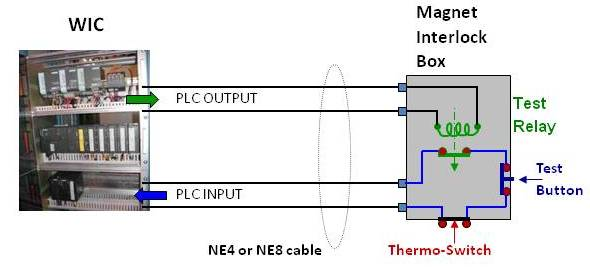 WIC
Magnet
Interlock
Box
PLC OUTPUT
Test
Relay
PLC INPUT
Test
Button
NE4 or NE8 cable
Thermo-Switch